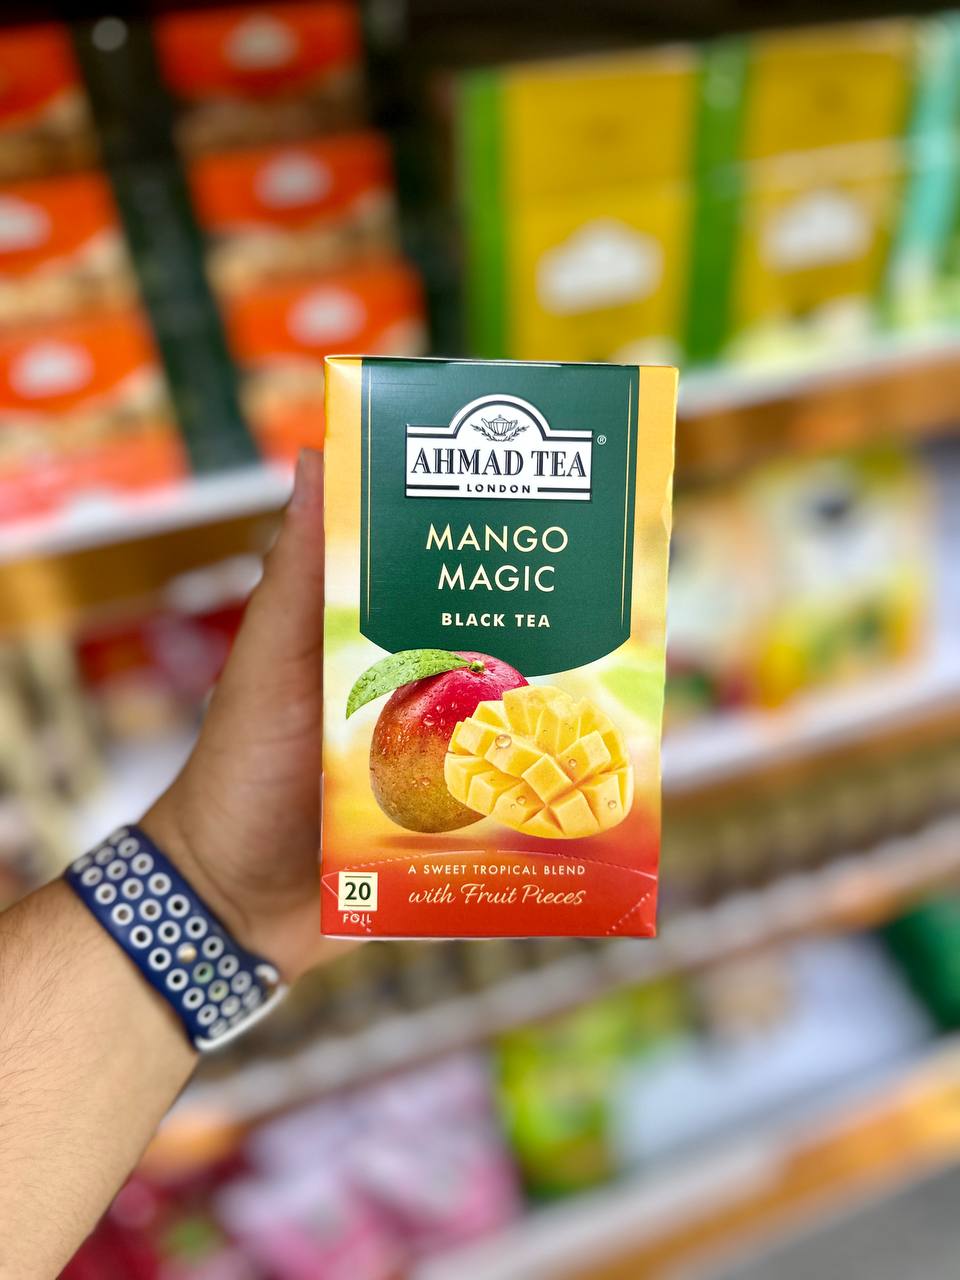 AHMAD TEA ®
LONDON
MANGO
MAGIC
BLACK TEA
A SWEET TROPICAL BLEND
with Fruit Pieces
20
FOIL